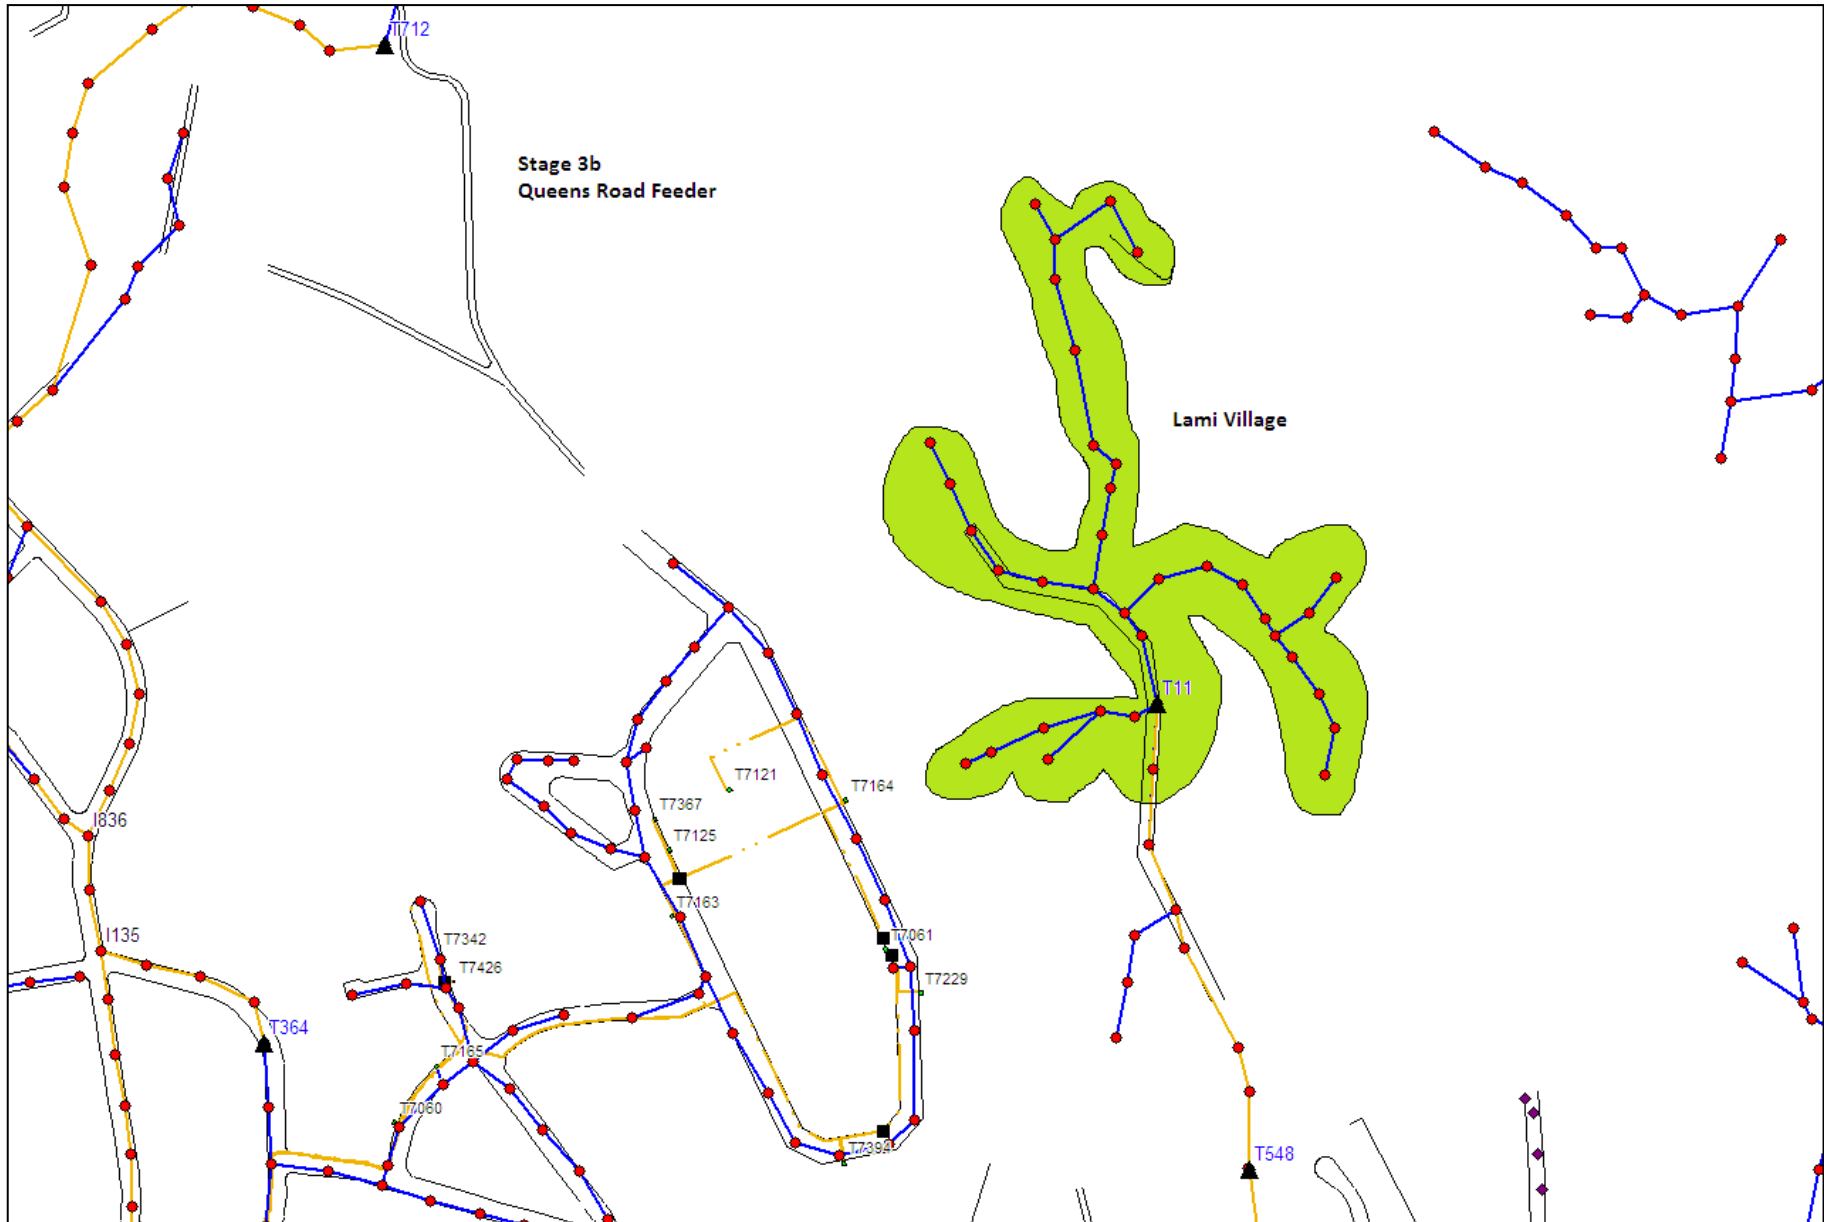 T712
Stage 3b
Queens Road Feeder
Lami Village
T11
T7121
T7164
T7367
T7125
I836
T7163
I135
T7342
T7061
T7426
T7229
T364
T7165
T7060
T7394
T548